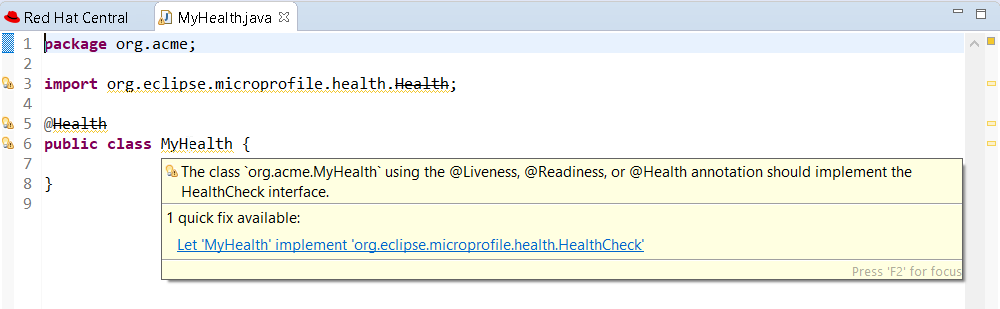 Red Hat Central MyHealth.java
1 package org.acme;
2
3 import org.eclipse.microprofile.health.Health;
4
5 @Health
6 public class MyHealth {
7
The class `org.acme.MyHealth` using the @Liveness, @Readiness, or @Health annotation should implement the
8 }
HealthCheck interface.
9
1 quick fix available:
Let 'MyHealth' implement 'org.eclipse.microprofile.health.HealthCheck'
Press 'F2' for focus